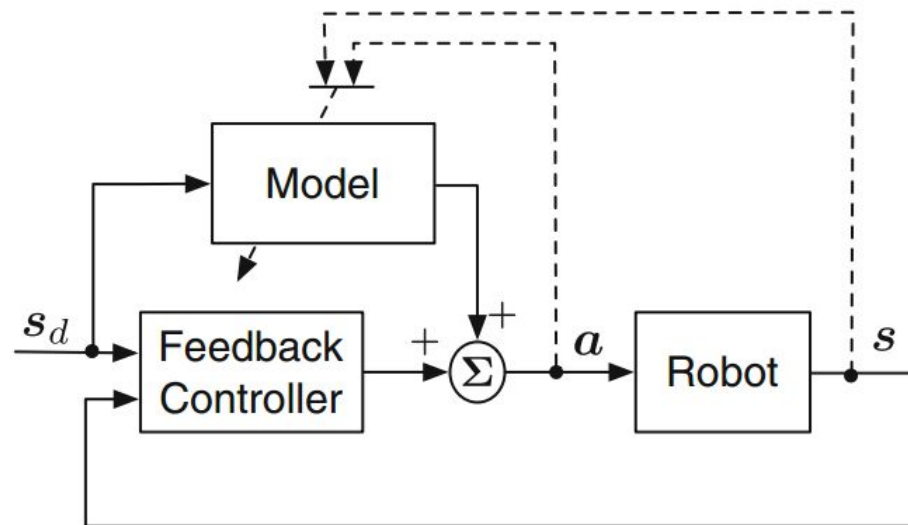 Model
s_d
Feedback
Controller
+
+
Σ
a
Robot
s